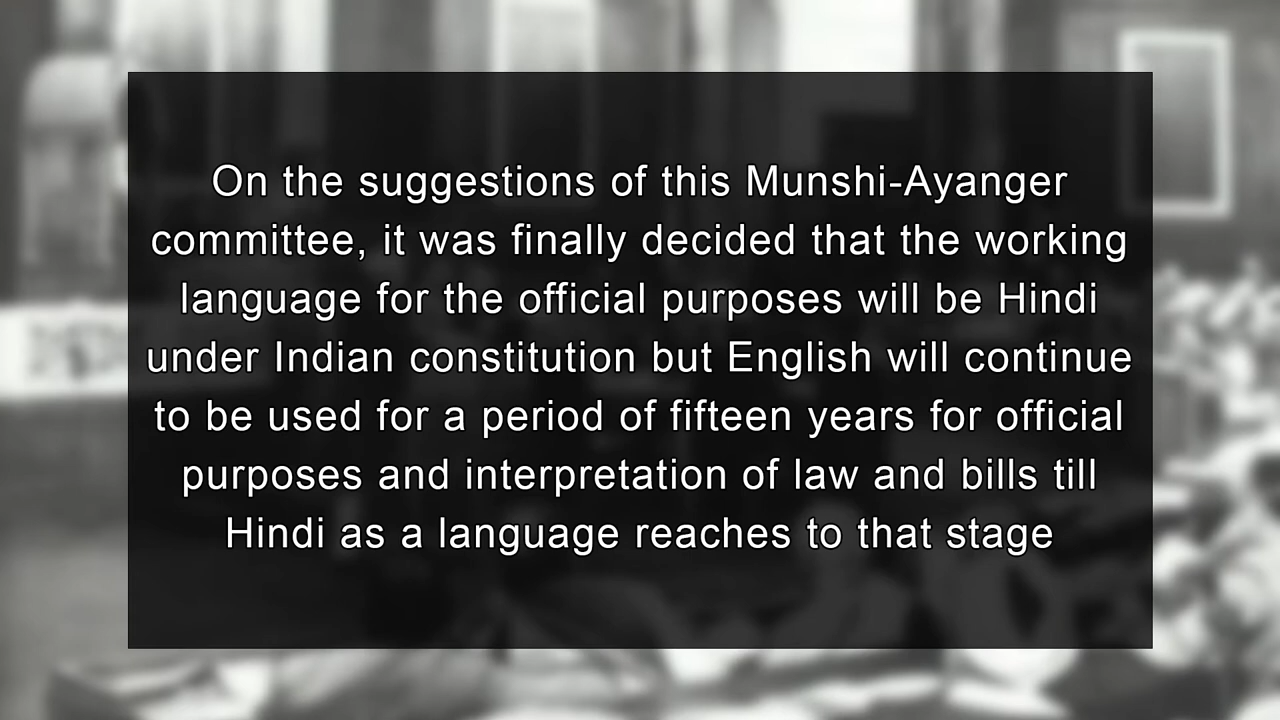 On the suggestions of this Munshi-Ayanger
committee, it was finally decided that the working
language for the official purposes will be Hindi
under Indian constitution but English will continue
to be used for a period of fifteen years for official
purposes and interpretation of law and bills till
Hindi as a language reaches to that stage